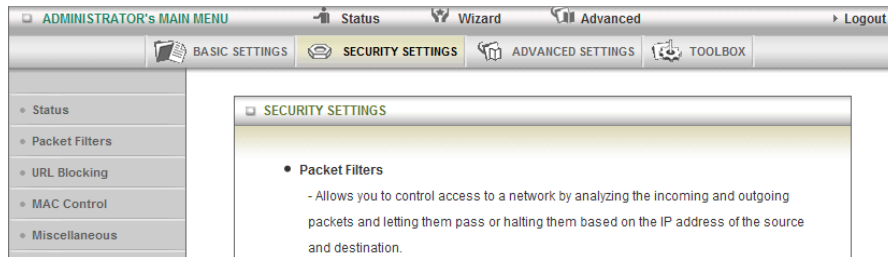 ADMINISTRATOR's MAIN MENU Status Wizard Advanced Logout
BASIC SETTINGS SECURITY SETTINGS ADVANCED SETTINGS TOOLBOX
Status
Packet Filters
URL Blocking
MAC Control
Miscellaneous
SECURITY SETTINGS
Packet Filters
- Allows you to control access to a network by analyzing the incoming and outgoing
packets and letting them pass or halting them based on the IP address of the source
and destination.